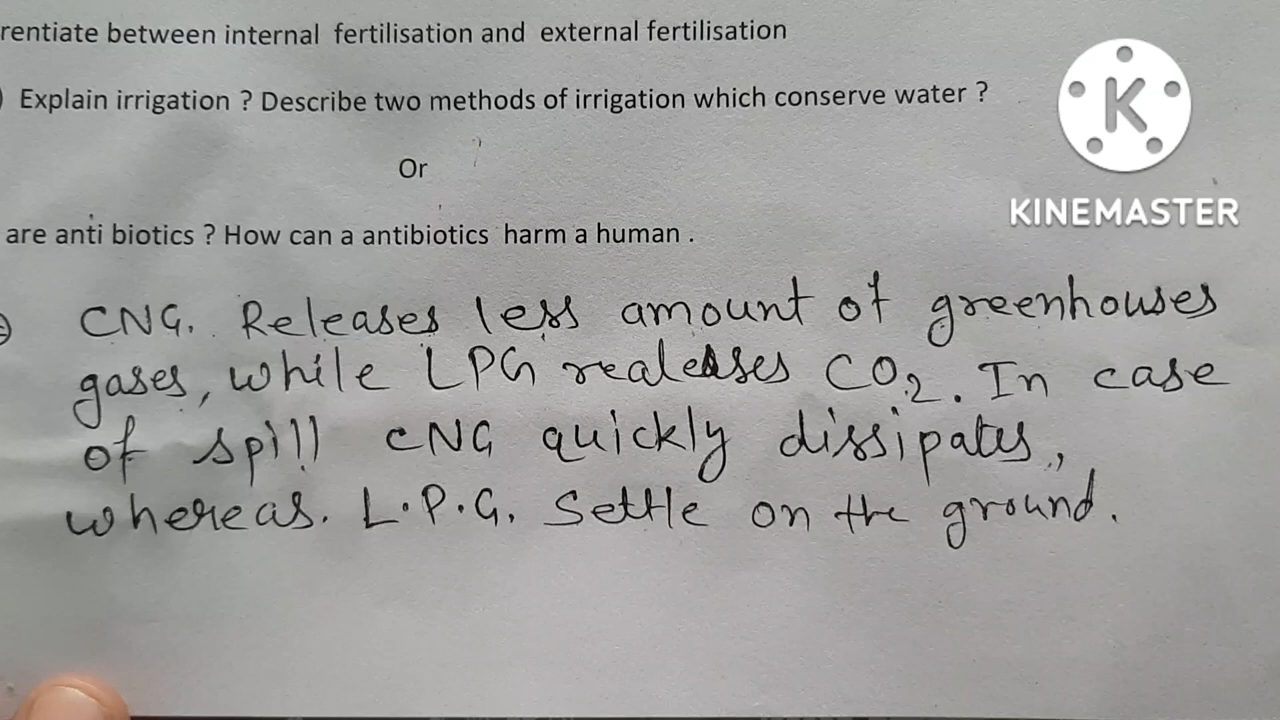 rentiate between internal fertilisation and external fertilisation
) Explain irrigation ? Describe two methods of irrigation which conserve water ?
K
KINEMASTER
Or
are anti biotics ? How can a antibiotics harm a human .
CNG. Releases less amount of greenhouses
gases, while LPG realeases CO2. In case
of spill CNG quickly dissipates,
whereas. L.P.G. Settle on the ground.